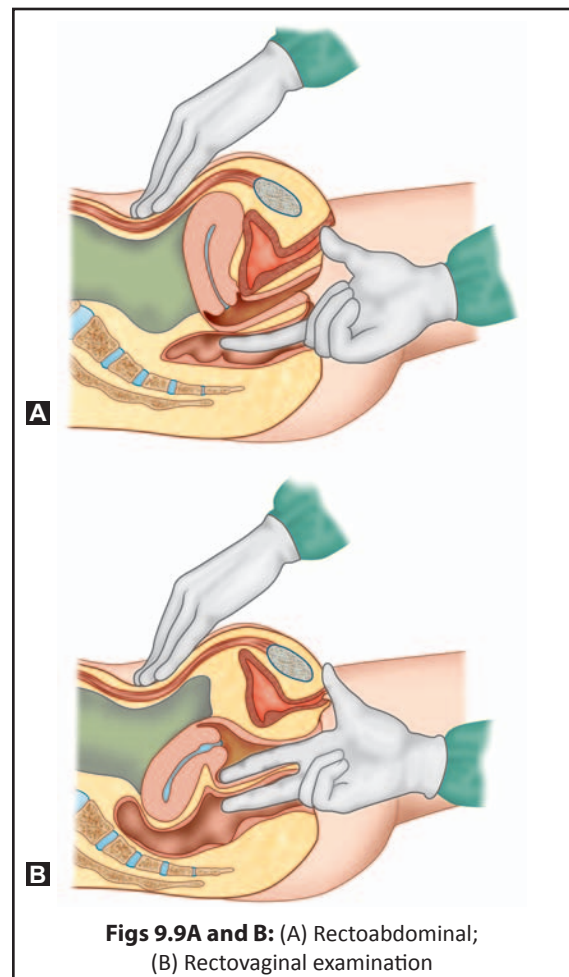 A
B
Figs 9.9A and B: (A) Rectoabdominal;
(B) Rectovaginal examination